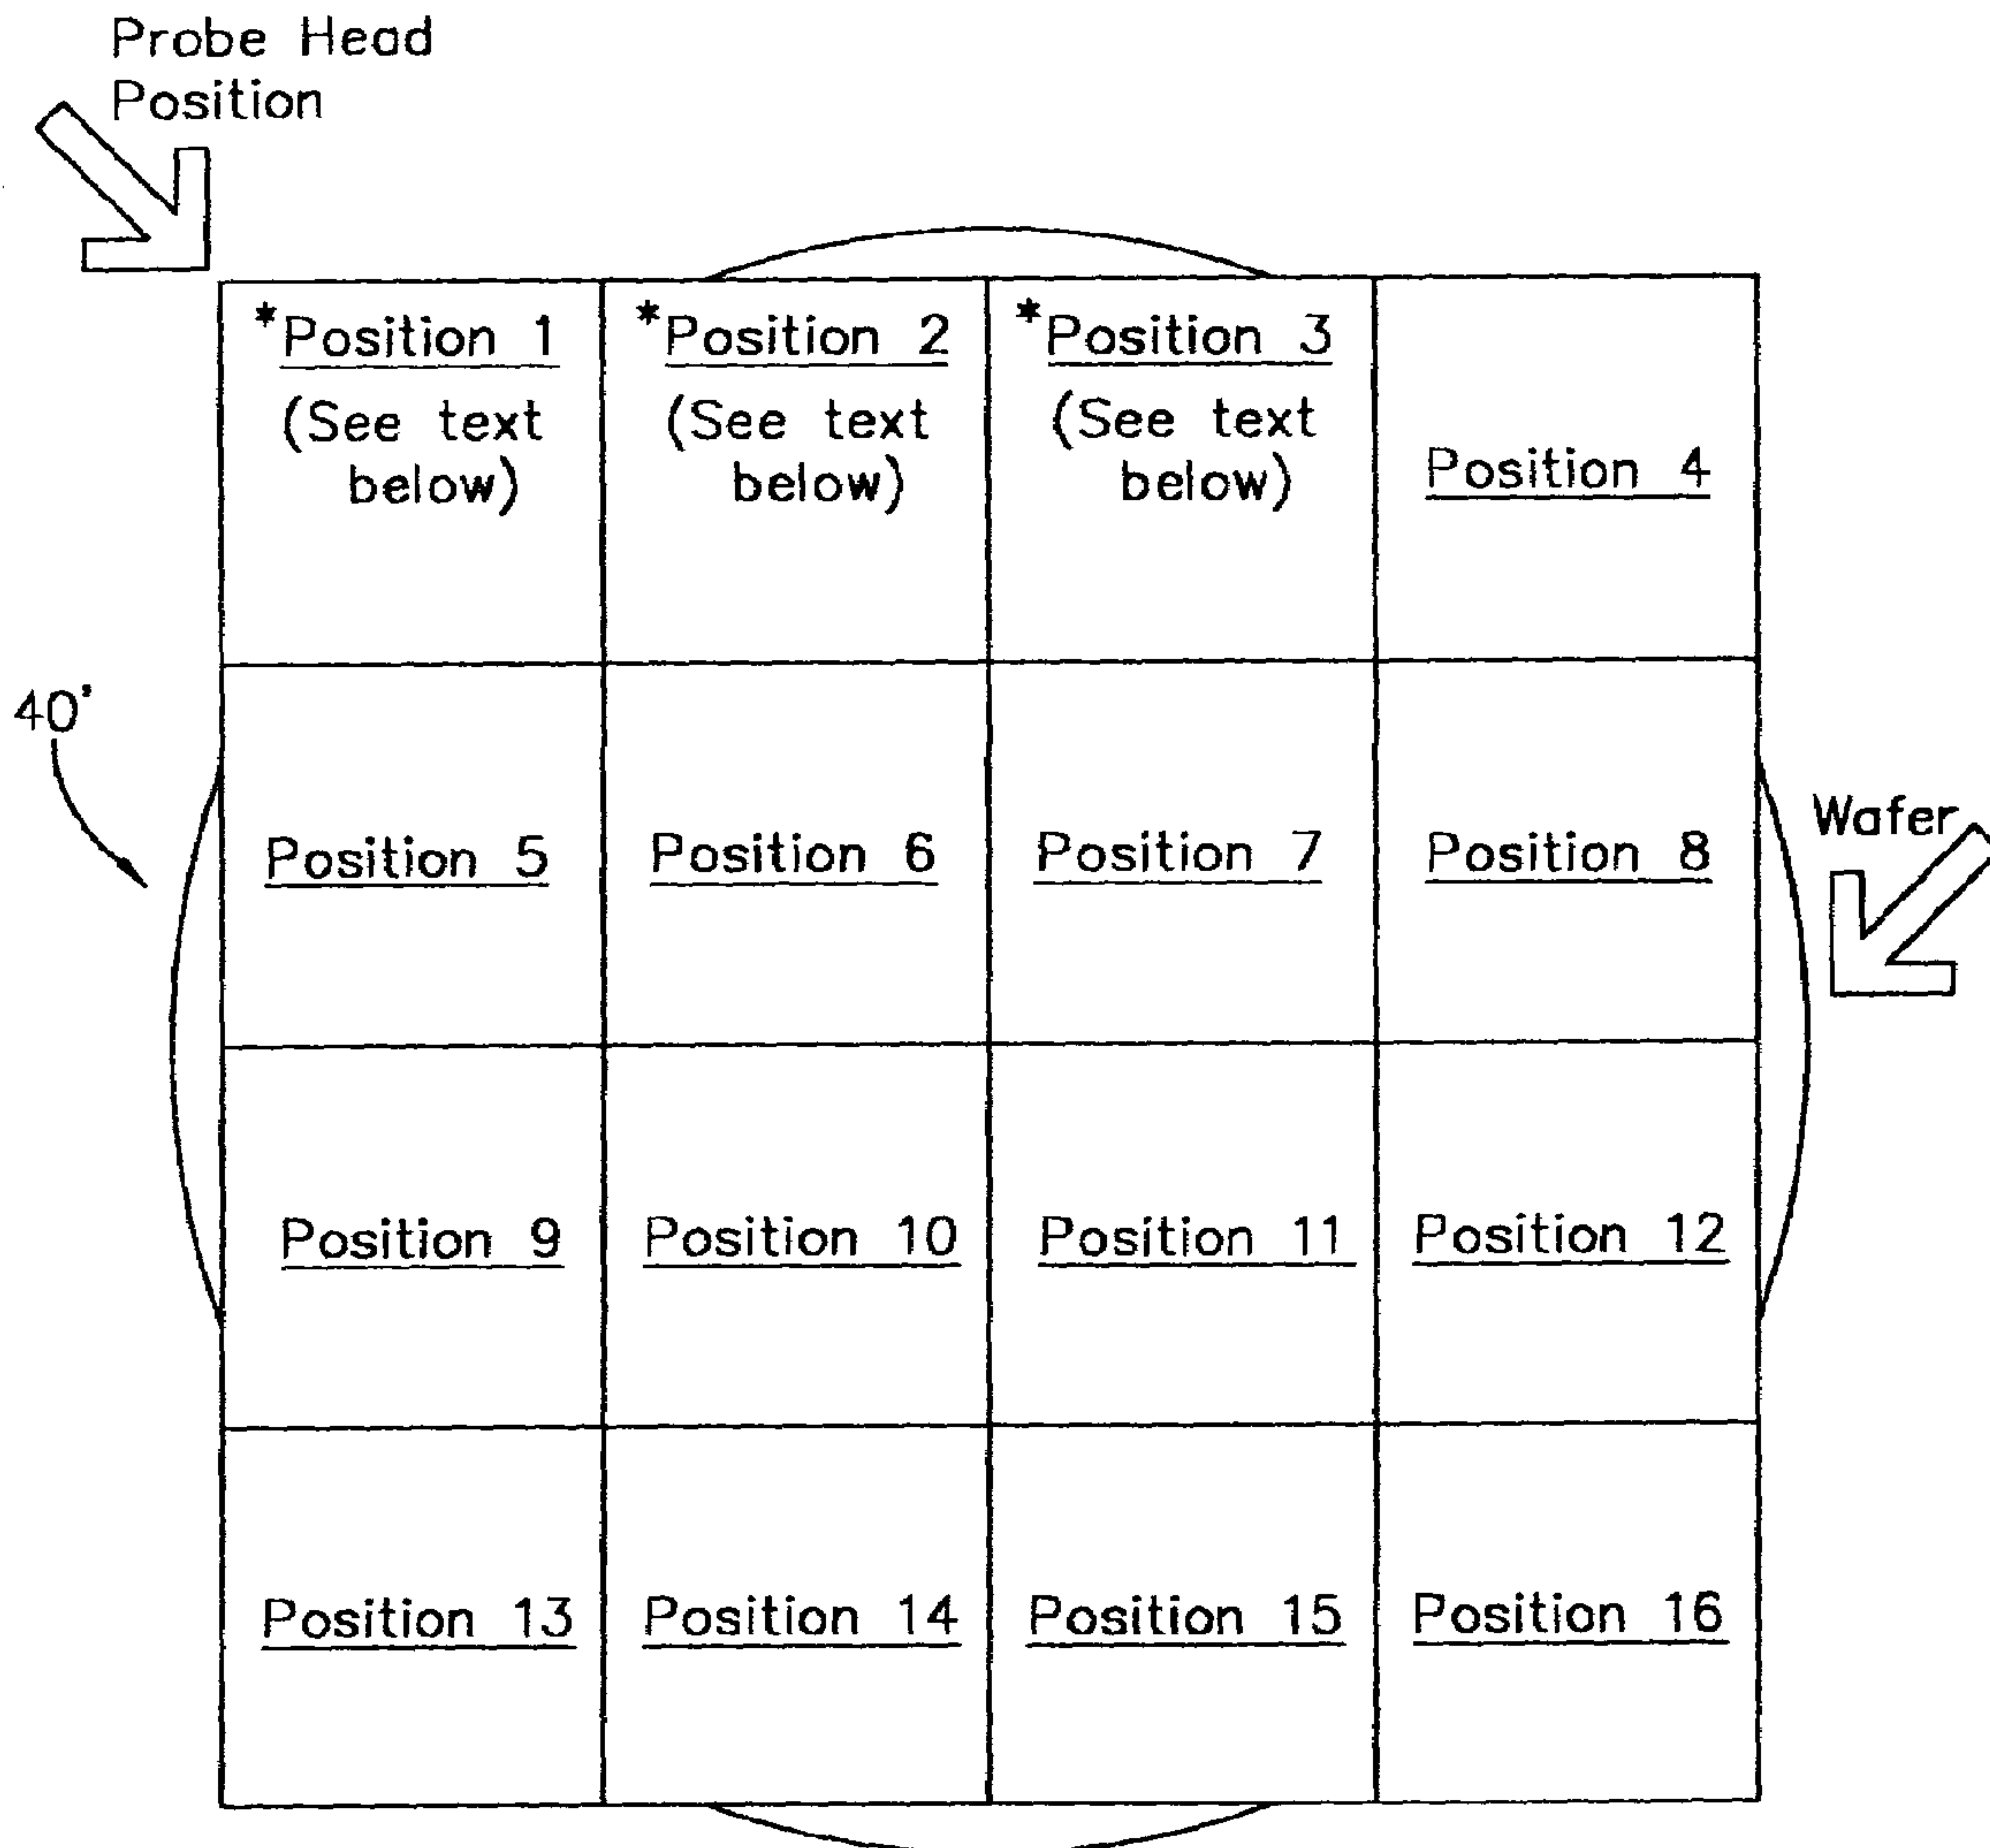 Probe Head
Position
*Position 1
(See text
below)
*Position 2
(See text
below)
*Position 3
(See text
below)
Position 4
40'
Position 5
Position 6
Position 7
Position 8
Wafer
Position 9
Position 10
Position 11
Position 12
Position 13
Position 14
Position 15
Position 16